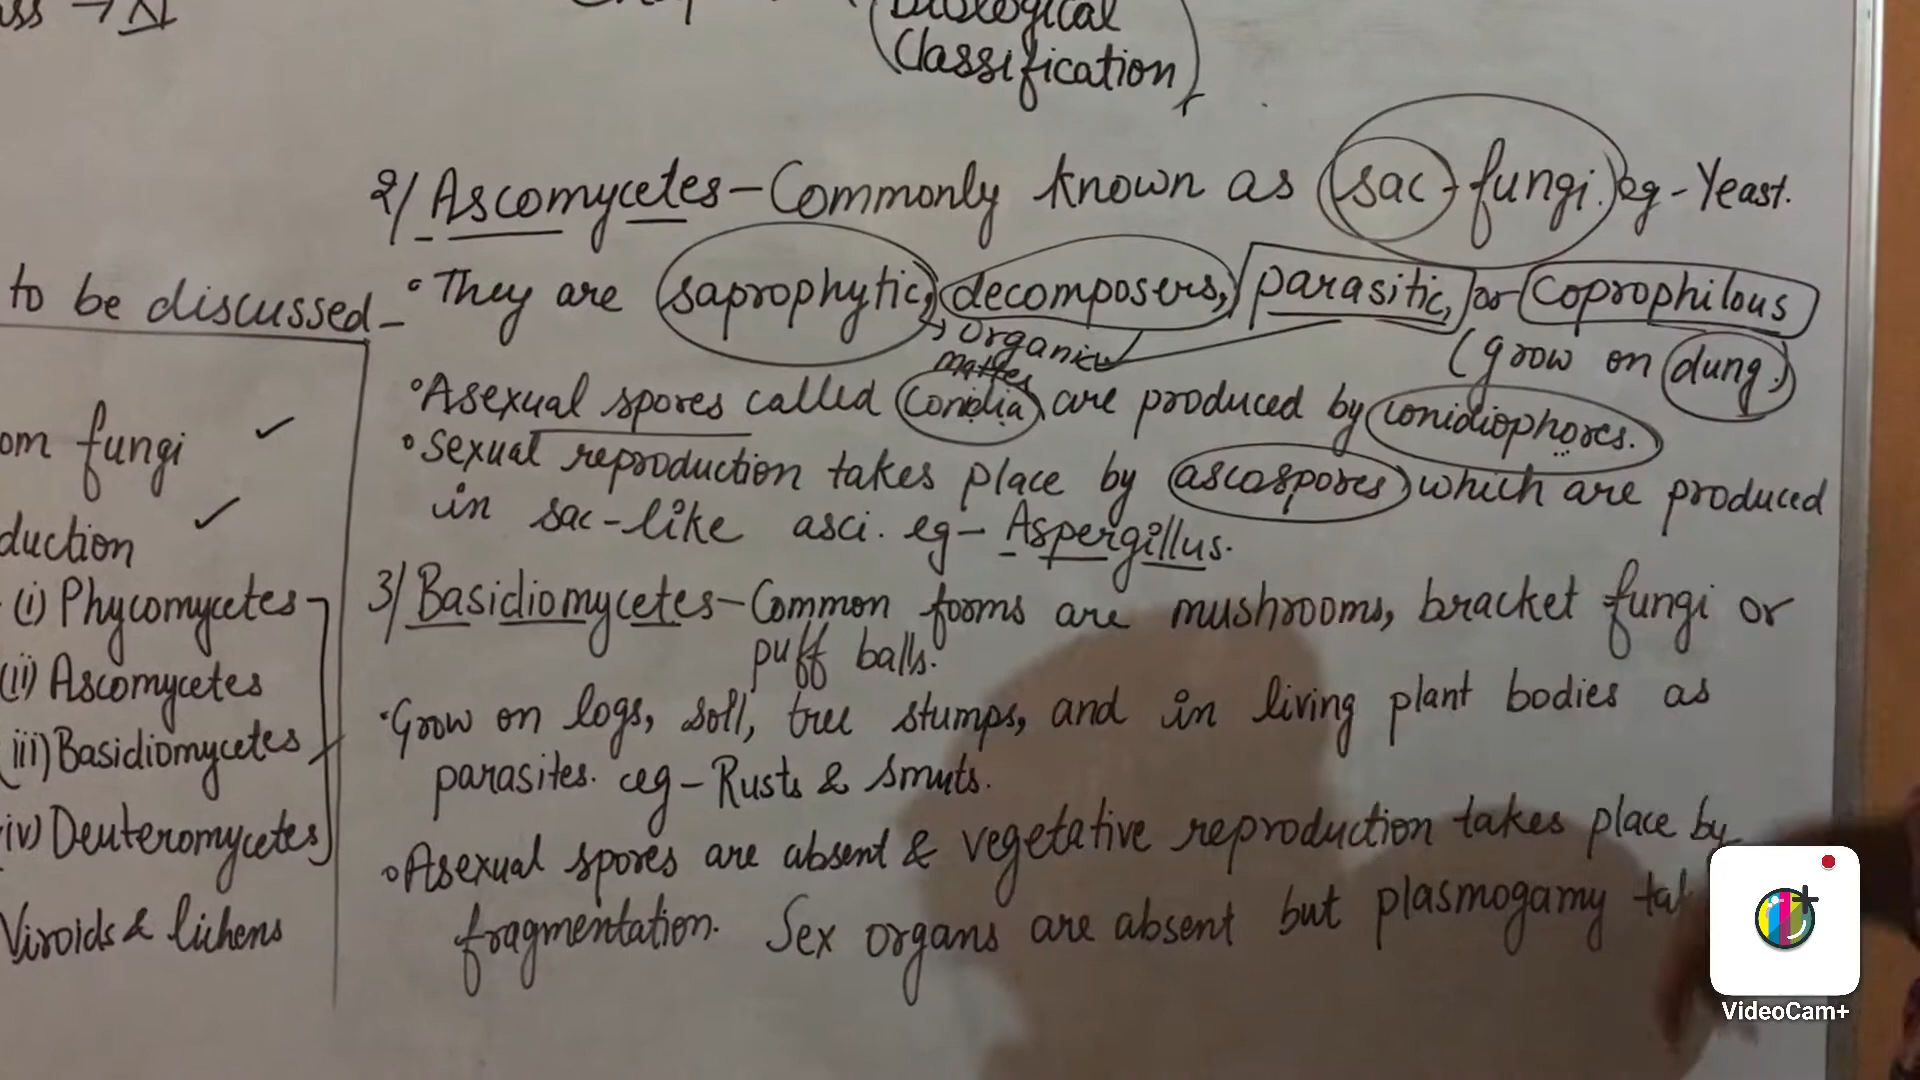 Biological
Classification
2/ Ascomycetes - Commonly known as sac-fungi. eg - Yeast.
to be discussed -
• They are saprophytic, decomposers, parasitic, or coprophilous
→ Organic
matter
(grow on dung.)
• Asexual spores called conidia are produced by conidiophores.
om fungi ✓
• Sexual reproduction takes place by ascospores which are produced
in sac-like asci. eg - Aspergillus.
duction ✓
(i) Phycomycetes
(ii) Ascomycetes
(iii) Basidiomycetes
(iv) Deuteromycetes
Viroids & lichens
3/ Basidiomycetes - Common forms are mushrooms, bracket fungi or
puff balls.
• Grow on logs, soil, tree stumps, and in living plant bodies as
parasites. eg - Rusts & Smuts.
• Asexual spores are absent & vegetative reproduction takes place by
fragmentation. Sex organs are absent but plasmogamy
VideoCam+